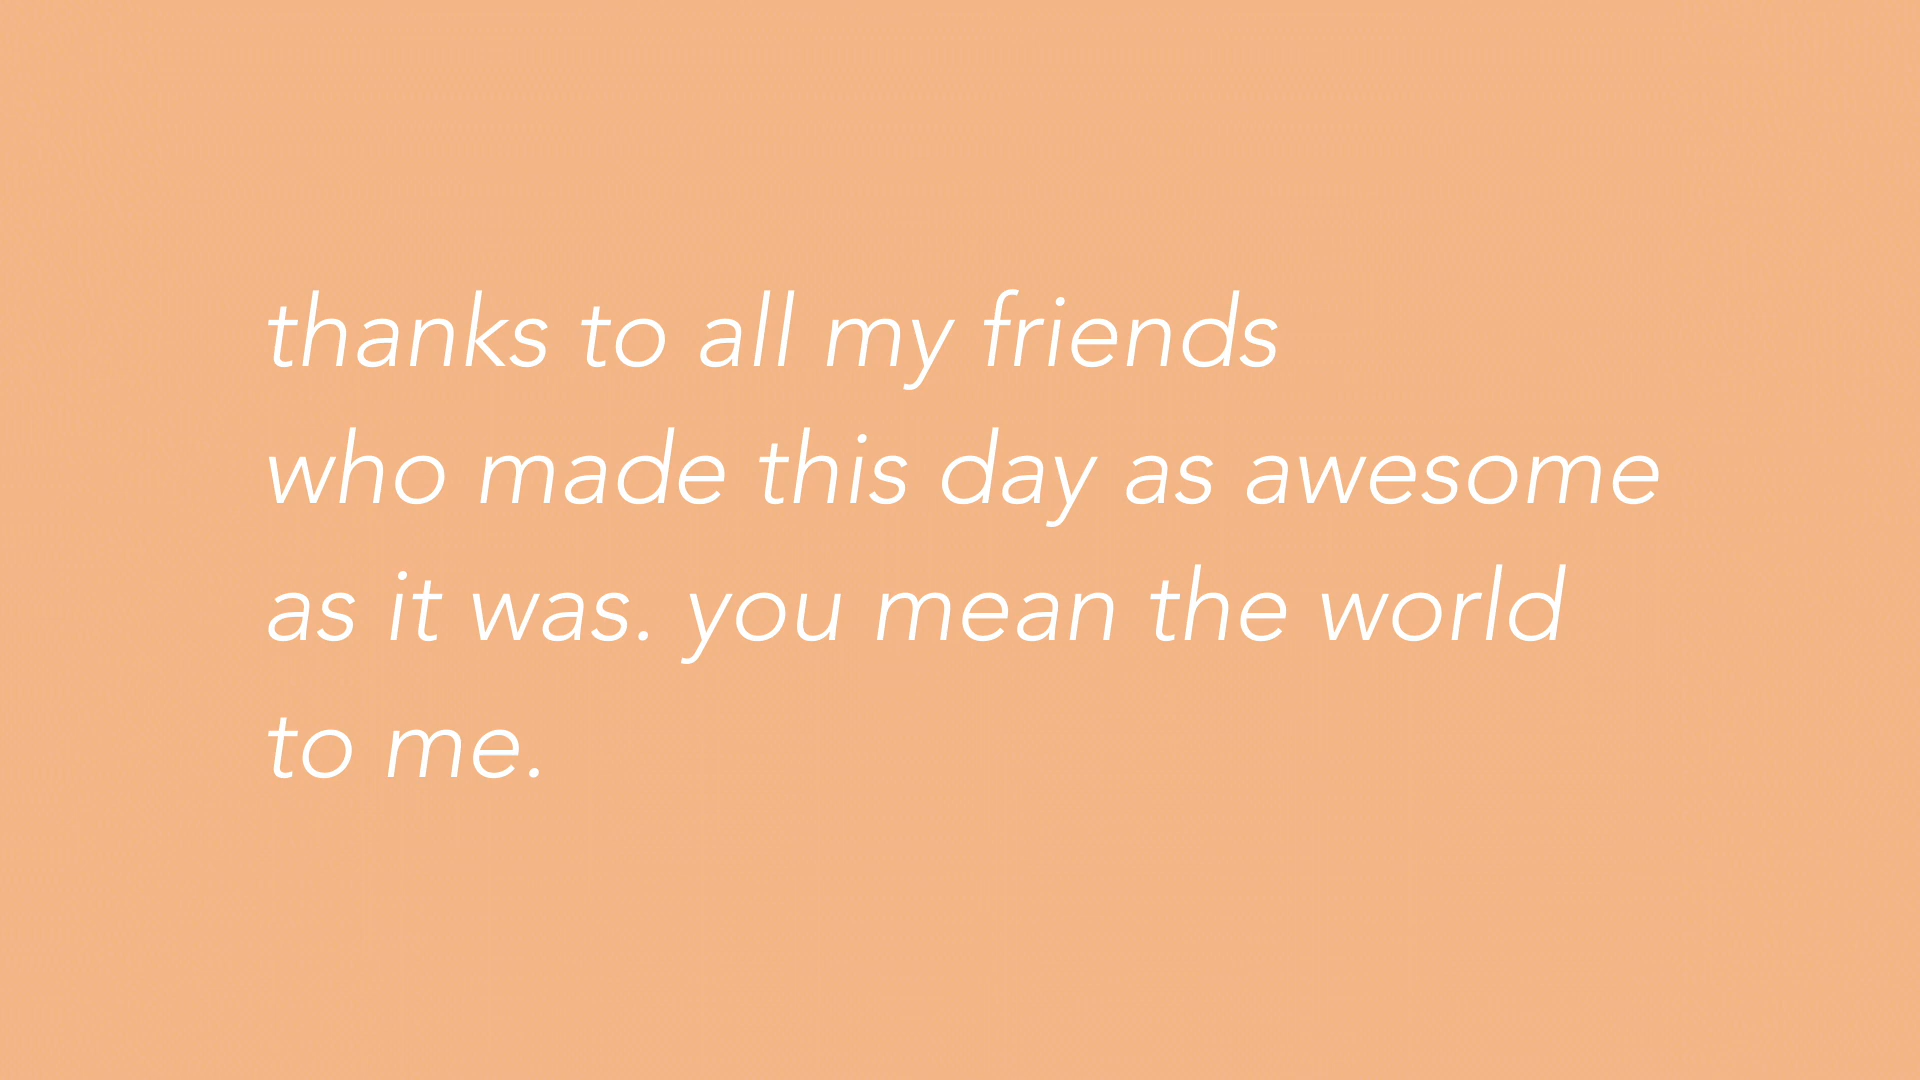 thanks to all my friends
who made this day as awesome
as it was. you mean the world
to me.